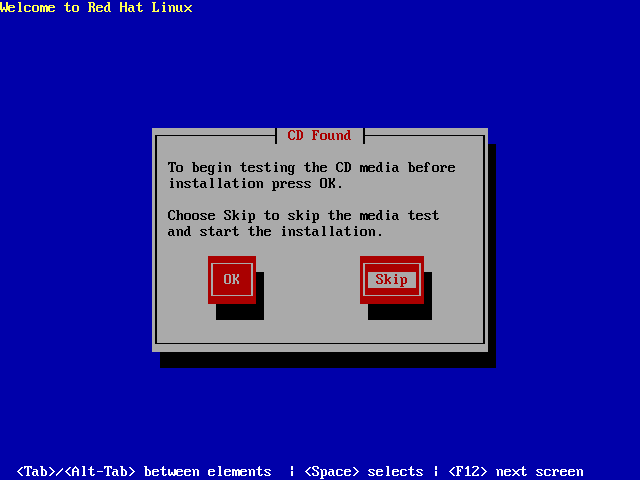 Welcome to Red Hat Linux
CD Found
To begin testing the CD media before
installation press OK.
Choose Skip to skip the media test
and start the installation.
OK Skip
<Tab>/<Alt-Tab> between elements | <Space> selects | <F12> next screen